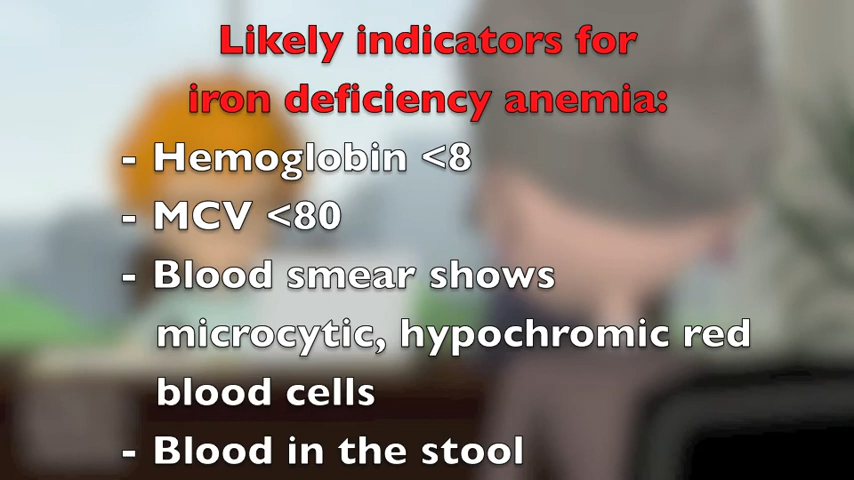 Likely indicators for
iron deficiency anemia:
- Hemoglobin <8
- MCV <80
- Blood smear shows
microcytic, hypochromic red
blood cells
- Blood in the stool